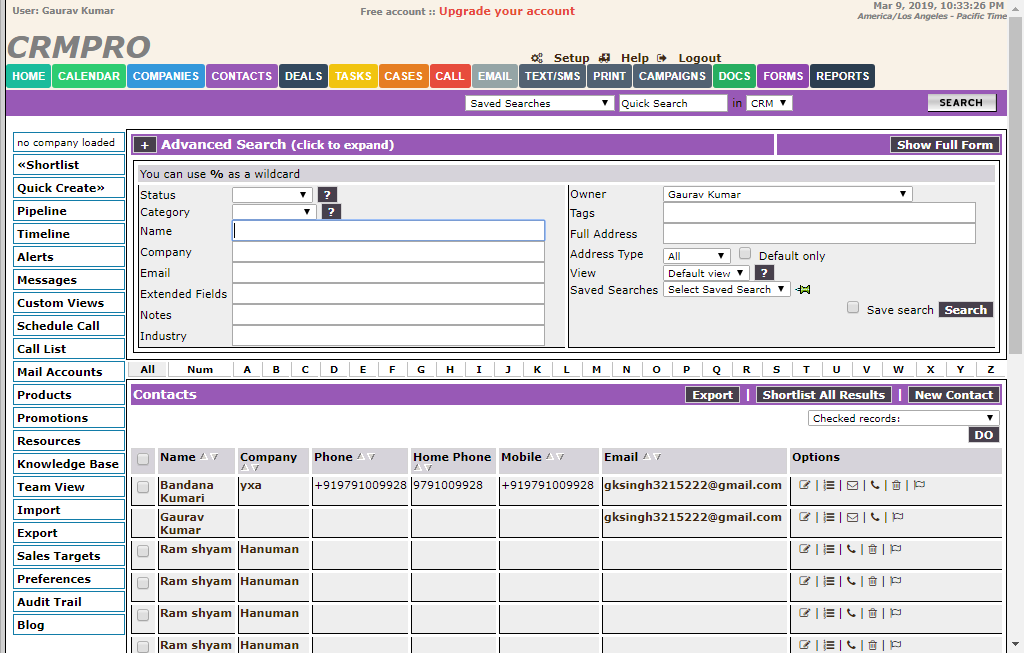 User: Gaurav Kumar
Free account :: Upgrade your account
Mar 9, 2019, 10:33:26 PM
America/Los Angeles - Pacific Time
CRMPRO
Setup Help Logout
HOME CALENDAR COMPANIES CONTACTS DEALS TASKS CASES CALL EMAIL TEXT/SMS PRINT CAMPAIGNS DOCS FORMS REPORTS
Saved Searches Quick Search in CRM SEARCH
no company loaded
«Shortlist
Quick Create»
Pipeline
Timeline
Alerts
Messages
Custom Views
Schedule Call
Call List
Mail Accounts
Products
Promotions
Resources
Knowledge Base
Team View
Import
Export
Sales Targets
Preferences
Audit Trail
Blog
+ Advanced Search (click to expand) Show Full Form
You can use % as a wildcard
Status ?
Category ?
Name
Company
Email
Extended Fields
Notes
Industry
Owner Gaurav Kumar
Tags
Full Address
Address Type All Default only
View Default view ?
Saved Searches Select Saved Search
Save search Search
All Num A B C D E F G H I J K L M N O P Q R S T U V W X Y Z
Contacts Export | Shortlist All Results | New Contact
Checked records:
DO
Name Company Phone Home Phone Mobile Email Options
Bandana Kumari yxa +919791009928 9791009928 +919791009928 gksingh3215222@gmail.com
Gaurav Kumar gksingh3215222@gmail.com
Ram shyam Hanuman
Ram shyam Hanuman
Ram shyam Hanuman
Ram shyam Hanuman